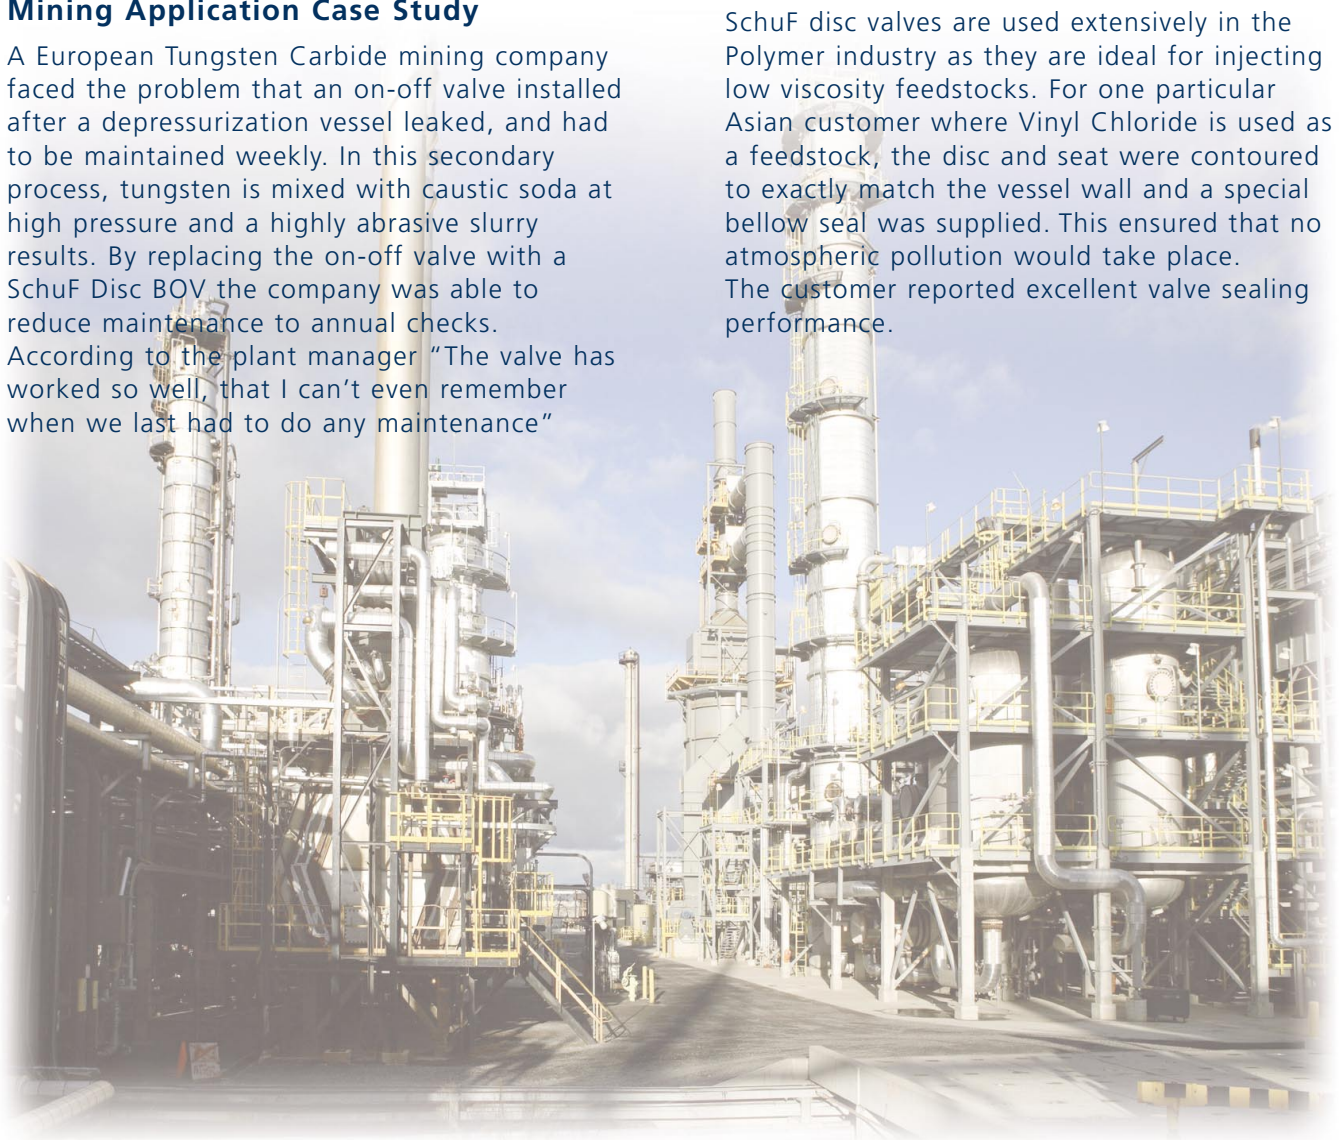 Mining Application Case Study
A European Tungsten Carbide mining company
faced the problem that an on-off valve installed
after a depressurization vessel leaked, and had
to be maintained weekly. In this secondary
process, tungsten is mixed with caustic soda at
high pressure and a highly abrasive slurry
results. By replacing the on-off valve with a
SchuF Disc BOV the company was able to
reduce maintenance to annual checks.
According to the plant manager “The valve has
worked so well, that I can’t even remember
when we last had to do any maintenance”
SchuF disc valves are used extensively in the
Polymer industry as they are ideal for injecting
low viscosity feedstocks. For one particular
Asian customer where Vinyl Chloride is used as
a feedstock, the disc and seat were contoured
to exactly match the vessel wall and a special
bellow seal was supplied. This ensured that no
atmospheric pollution would take place.
The customer reported excellent valve sealing
performance.